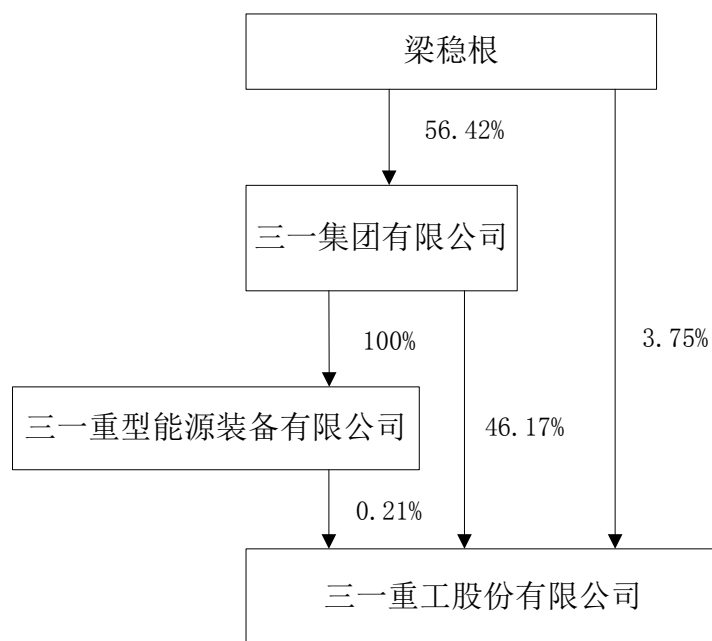 梁稳根
56.42%
三一集团有限公司
100%
3.75%
三一重型能源装备有限公司
46.17%
0.21%
三一重工股份有限公司